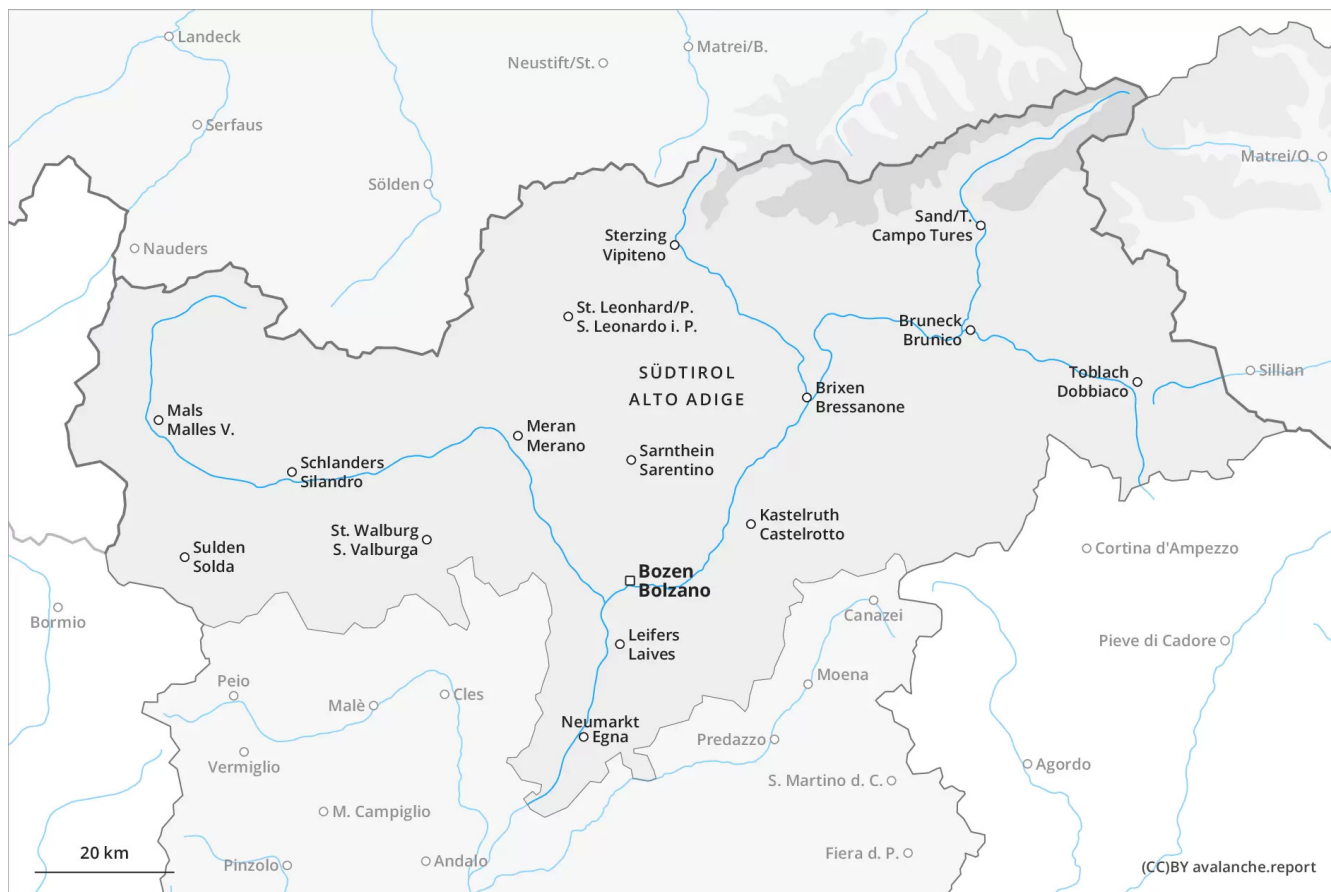 Landeck
Matrei/B.
Neustift/St.
Serfaus
Matrei/O.
Sölden
Sand/T.
Campo Tures
Sterzing
Vipiteno
Nauders
St. Leonhard/P.
S. Leonardo i. P.
Bruneck
Brunico
SÜDTIROL
ALTO ADIGE
Toblach
Dobbiaco
Sillian
Brixen
Bressanone
Mals
Malles V.
Meran
Merano
Sarnthein
Sarentino
Schlanders
Silandro
Kastelruth
Castelrotto
St. Walburg
S. Valburga
Sulden
Solda
Cortina d'Ampezzo
Bozen
Bolzano
Bormio
Canazei
Leifers
Laives
Pieve di Cadore
Peio
Moena
Malè
Cles
Neumarkt
Egna
Predazzo
Vermiglio
Agordo
S. Martino d. C.
M. Campiglio
20 km
Pinzolo
Andalo
Fiera d. P.
(CC)BY avalanche.report